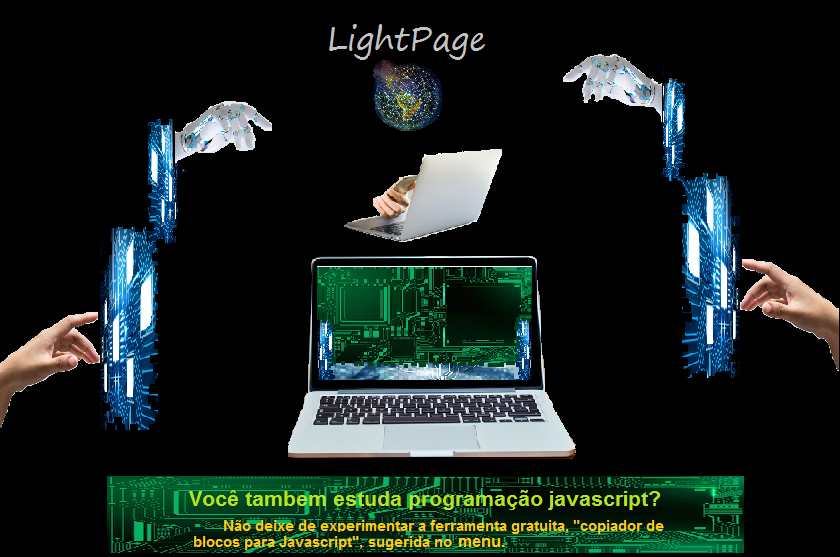 LightPage
Você tambem estuda programação javascript?
Não deixe de experimentar a ferramenta gratuita, "copiador de
blocos para Javascript", sugerida no menu.